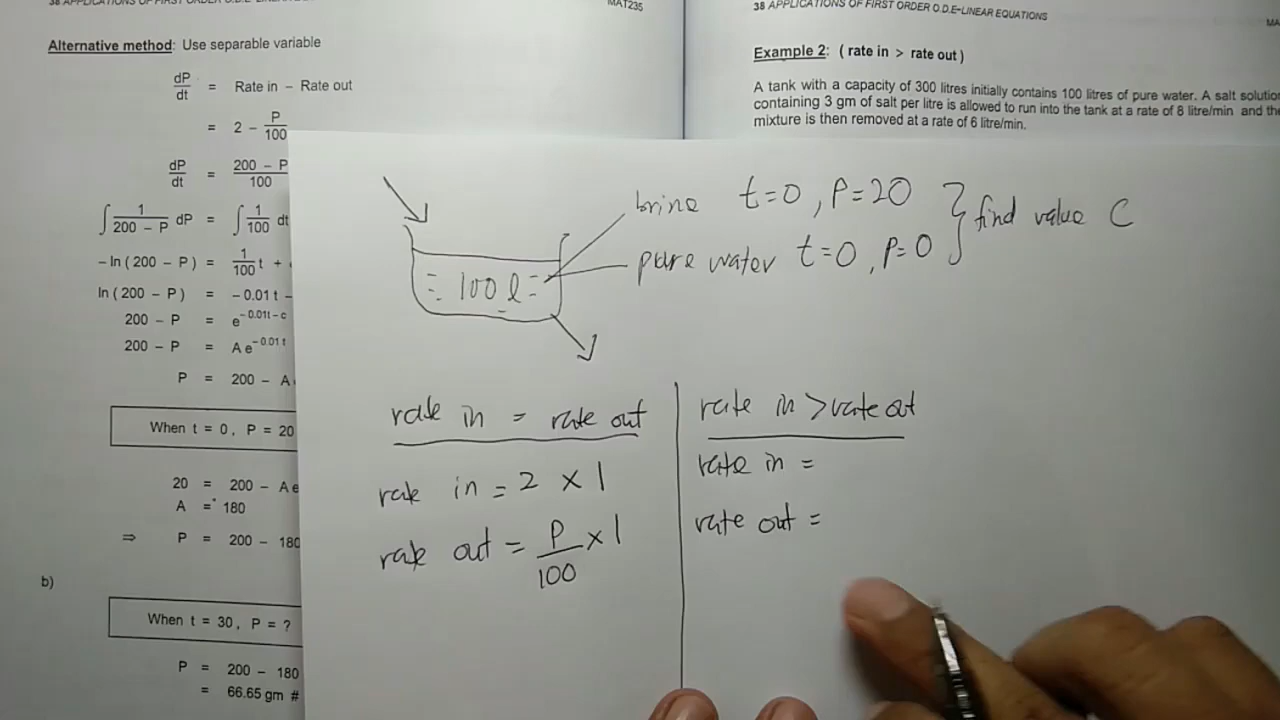 38 APPLICATIONS OF FIRST ORDER O.D.E-LINEAR
MAT235
Alternative method: Use separable variable
dP/dt = Rate in − Rate out
= 2 − P/100
dP/dt = 200 − P/100
∫ 1/200 − P dP = ∫ 1/100 dt
− ln ( 200 − P ) = 1/100 t +
ln ( 200 − P ) = − 0.01 t −
200 − P = e^−0.01t−c
200 − P = A e^−0.01 t
P = 200 − A
When t = 0 , P = 20
20 = 200 − A e
A = 180
⇒ P = 200 − 180
b)
When t = 30 , P = ?
P = 200 − 180
= 66.65 gm #
38 APPLICATIONS OF FIRST ORDER O.D.E–LINEAR EQUATIONS
MA
Example 2: ( rate in > rate out )
A tank with a capacity of 300 litres initially contains 100 litres of pure water. A salt solution
containing 3 gm of salt per litre is allowed to run into the tank at a rate of 8 litre/min and the
mixture is then removed at a rate of 6 litre/min.
brine t=0, P=20
pure water t=0, P=0
} find value C
100 l
rate in = rate out
rate in = 2 × 1
rate out = P/100 × 1
rate in > rate out
rate in =
rate out =